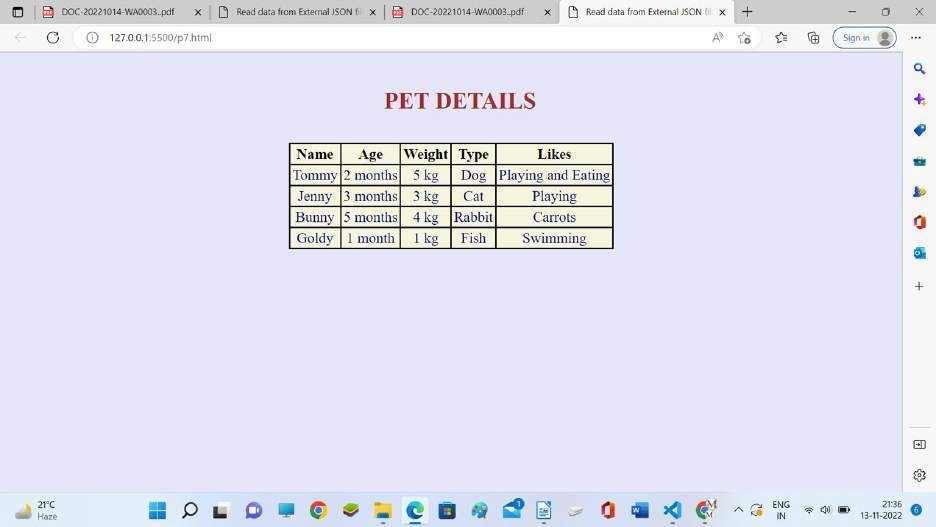 DOC-20221014-WA0003..pdf
Read data from External JSON fil
DOC-20221014-WA0003..pdf
Read data from External JSON fil
127.0.0.1:5500/p7.html
Sign in
PET DETAILS
Name Age Weight Type Likes
Tommy 2 months 5 kg Dog Playing and Eating
Jenny 3 months 3 kg Cat Playing
Bunny 5 months 4 kg Rabbit Carrots
Goldy 1 month 1 kg Fish Swimming
21°C
Haze
ENG
IN
21:36
13-11-2022
6